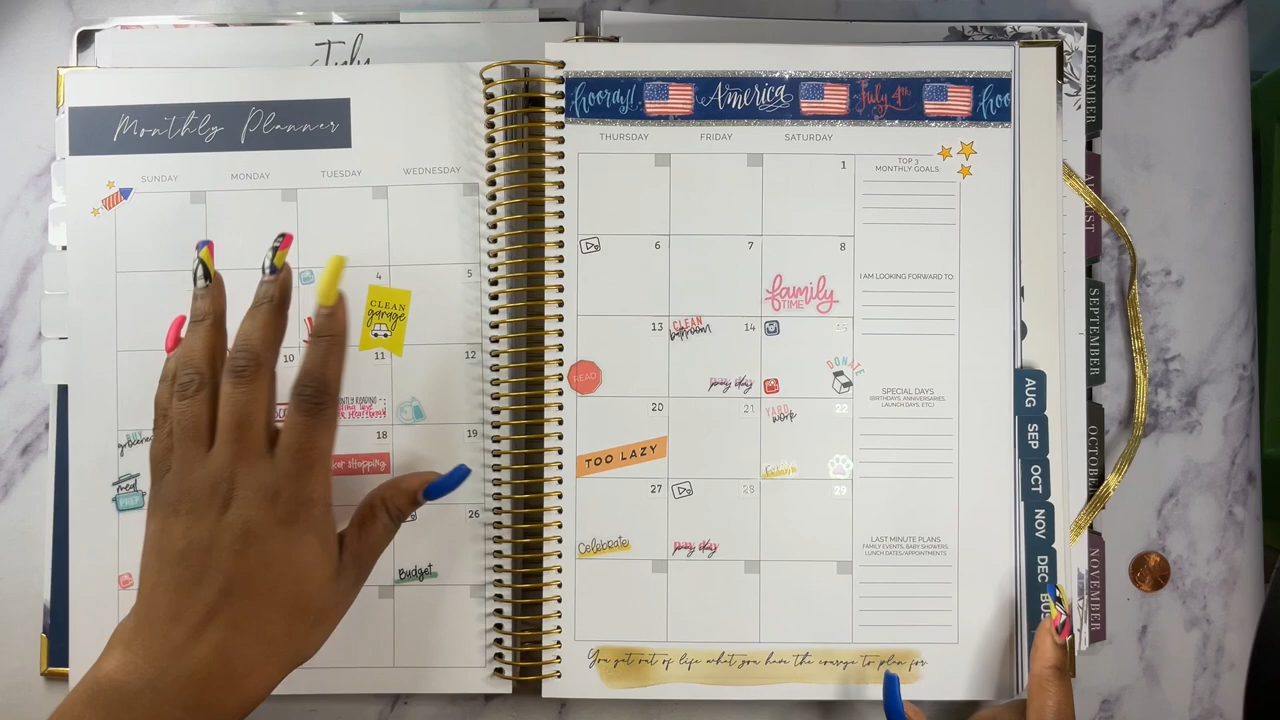 July
Monthly Planner
SUNDAY MONDAY TUESDAY WEDNESDAY
4 5
CLEAN
garage
10 11 12
BUY
18 19
meal
PREP
26
Budget
hooray! America July 4th hoo
THURSDAY FRIDAY SATURDAY
1
TOP 3
MONTHLY GOALS:
6 7 8
family
TIME
I AM LOOKING FORWARD TO:
13 14 15
CLEAN
bathroom
READ
pay day
DONATE
SPECIAL DAYS
(BIRTHDAYS, ANNIVERSARIES,
LAUNCH DAYS, ETC.)
20 21 22
YARD
work
TOO LAZY
27 28 29
Celebrate
pay day
LAST MINUTE PLANS
FAMILY EVENTS, BABY SHOWERS,
LUNCH DATES/APPOINTMENTS
You get out of life what you have the courage to plan for.
AUG
SEP
OCT
NOV
DEC
DECEMBER
SEPTEMBER
OCTOBER
NOVEMBER